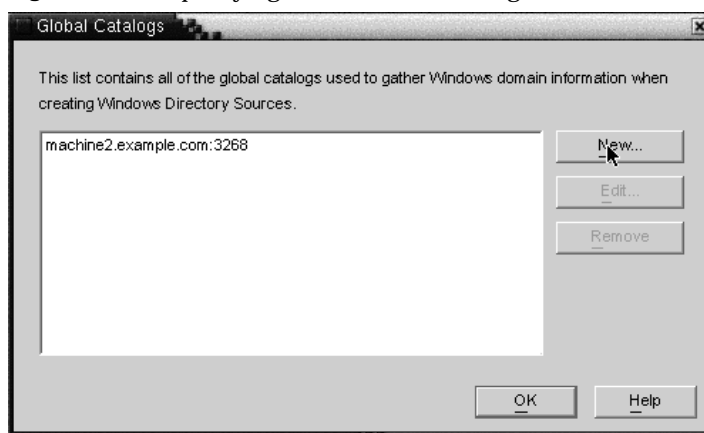 Global Catalogs
This list contains all of the global catalogs used to gather Windows domain information when
creating Windows Directory Sources.
machine2.example.com:3268
New...
Edit...
Remove
OK
Help